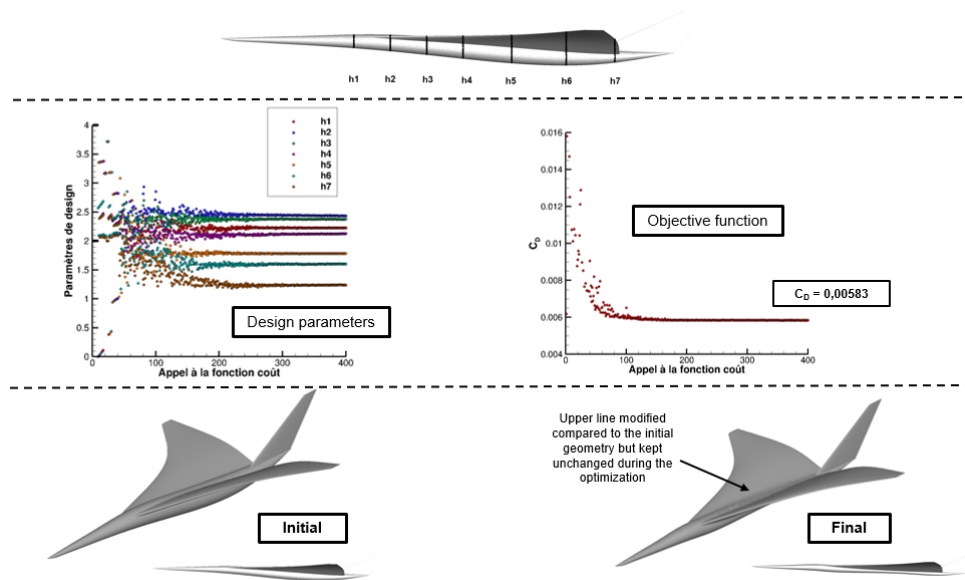 h1 h2 h3 h4 h5 h6 h7
4
3.5
3
2.5
2
1.5
1
0.5
0
Paramètres de design
h1
h2
h3
h4
h5
h6
h7
Design parameters
0 100 200 300 400
Appel à la fonction coût
0.016
0.014
0.012
0.010
0.008
0.006
0.004
C_D
Objective function
C_D = 0,00583
0 100 200 300 400
Appel à la fonction coût
Initial
Upper line modified
compared to the initial
geometry but kept
unchanged during the
optimization
Final